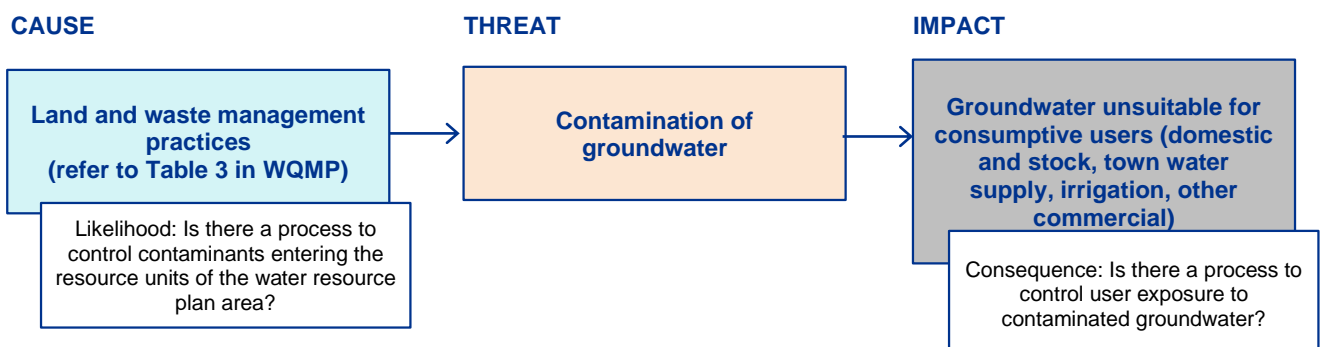 CAUSE
THREAT
IMPACT
Land and waste management
practices
(refer to Table 3 in WQMP)
Likelihood: Is there a process to
control contaminants entering the
resource units of the water resource
plan area?
Contamination of
groundwater
Groundwater unsuitable for
consumptive users (domestic
and stock, town water
supply, irrigation, other
commercial)
Consequence: Is there a process to
control user exposure to
contaminated groundwater?